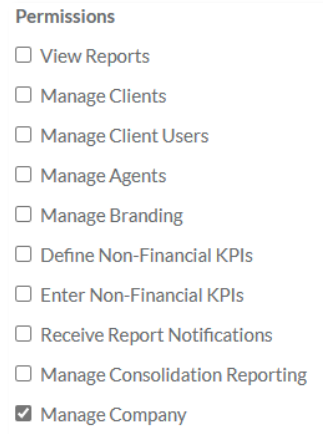 Permissions
View Reports
Manage Clients
Manage Client Users
Manage Agents
Manage Branding
Define Non-Financial KPIs
Enter Non-Financial KPIs
Receive Report Notifications
Manage Consolidation Reporting
Manage Company